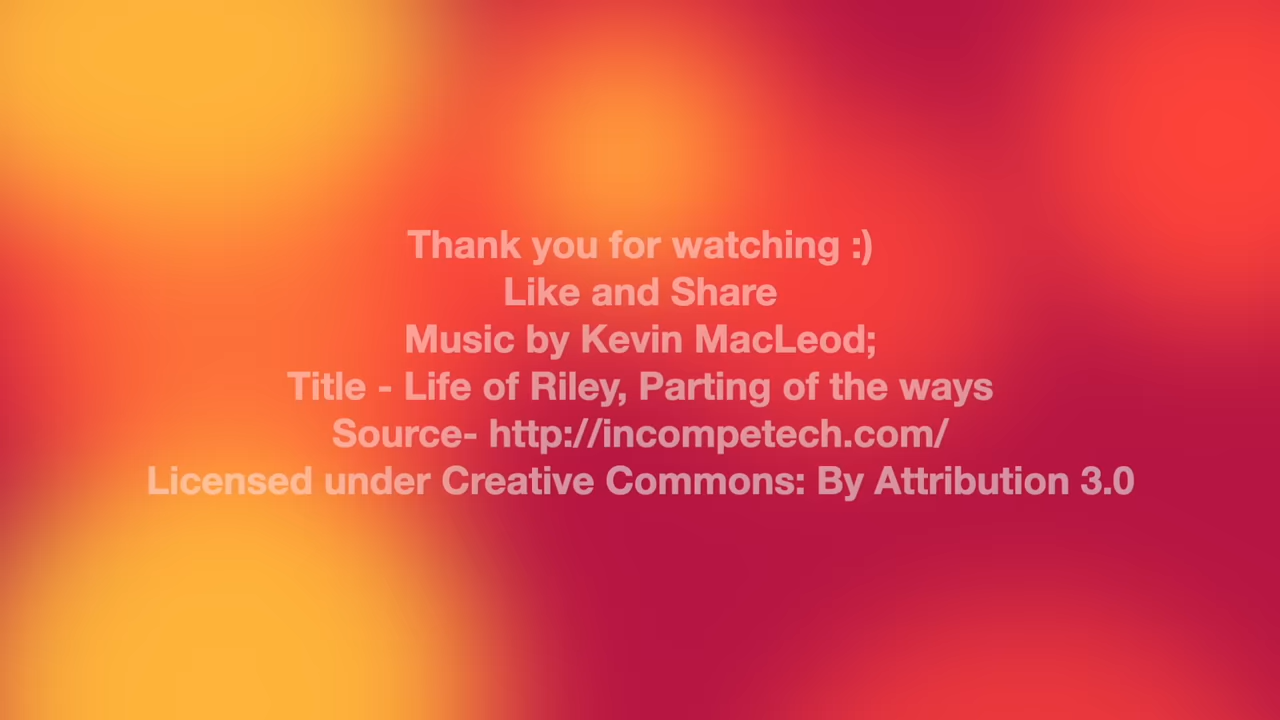 Thank you for watching :)
Like and Share
Music by Kevin MacLeod;
Title - Life of Riley, Parting of the ways
Source- http://incompetech.com/
Licensed under Creative Commons: By Attribution 3.0